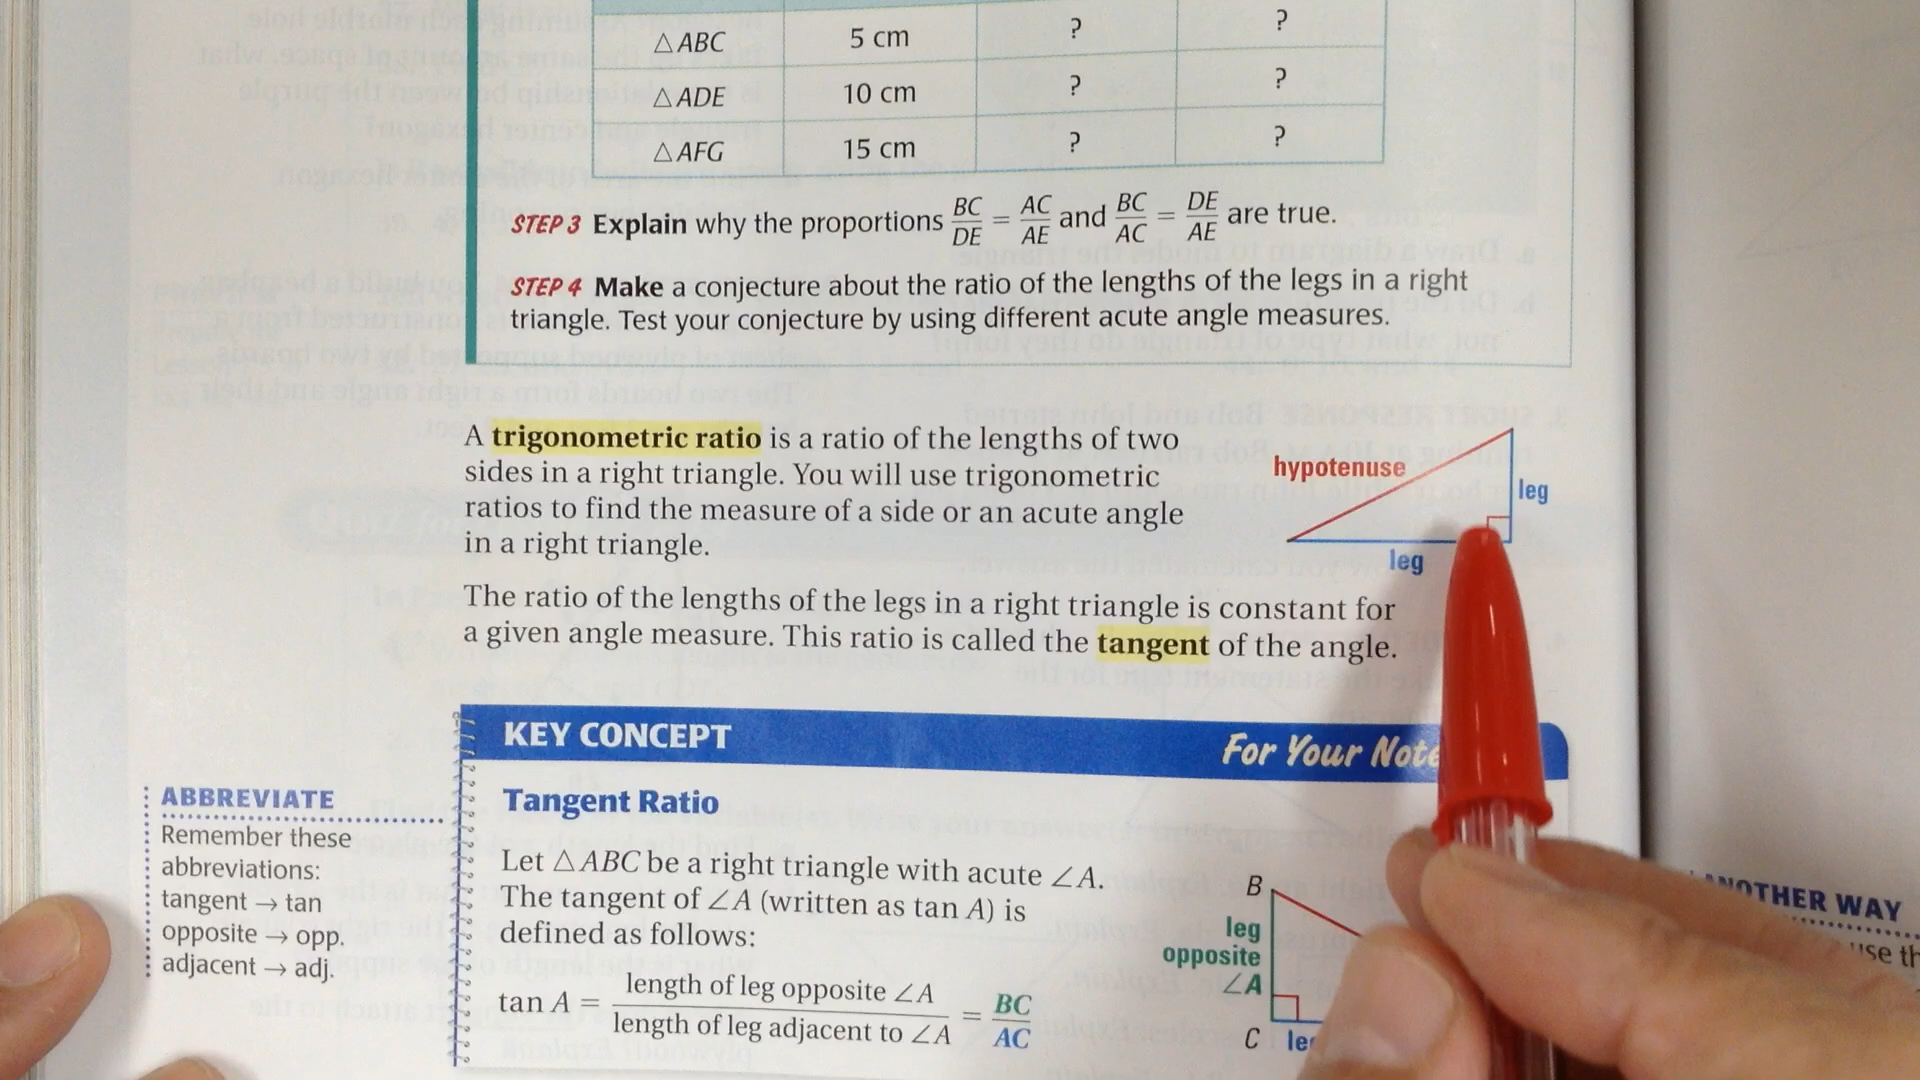 △ABC 5 cm ? ?
△ADE 10 cm ? ?
△AFG 15 cm ? ?
STEP 3 Explain why the proportions BC/DE = AC/AE and BC/AC = DE/AE are true.
STEP 4 Make a conjecture about the ratio of the lengths of the legs in a right
triangle. Test your conjecture by using different acute angle measures.
A trigonometric ratio is a ratio of the lengths of two
sides in a right triangle. You will use trigonometric
ratios to find the measure of a side or an acute angle
in a right triangle.
hypotenuse
leg
leg
The ratio of the lengths of the legs in a right triangle is constant for
a given angle measure. This ratio is called the tangent of the angle.
KEY CONCEPT
For Your Note
ABBREVIATE
Remember these
abbreviations:
tangent → tan
opposite → opp.
adjacent → adj.
Tangent Ratio
Let △ABC be a right triangle with acute ∠A.
The tangent of ∠A (written as tan A) is
defined as follows:
tan A = length of leg opposite ∠A / length of leg adjacent to ∠A = BC/AC
B
leg
opposite
∠A
C
NOTHER WAY